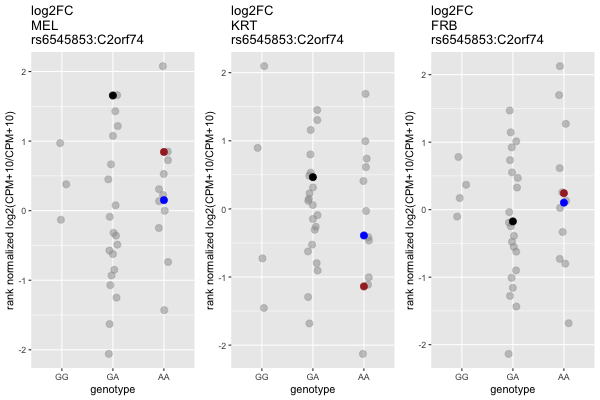 log2FC
MEL
rs6545853:C2orf74
rank normalized log2(CPM+10/CPM+10)
2
1
0
-1
-2
GG
GA
AA
genotype
log2FC
KRT
rs6545853:C2orf74
rank normalized log2(CPM+10/CPM+10)
2
1
0
-1
-2
GG
GA
AA
genotype
log2FC
FRB
rs6545853:C2orf74
rank normalized log2(CPM+10/CPM+10)
2
1
0
-1
-2
GG
GA
AA
genotype